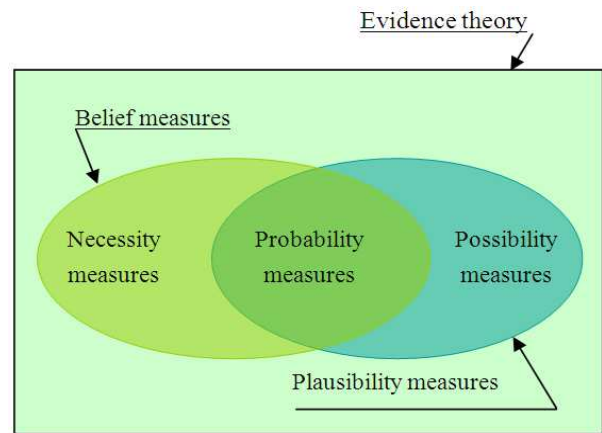 Evidence theory
Belief measures
Necessity
measures
Probability
measures
Possibility
measures
Plausibility measures